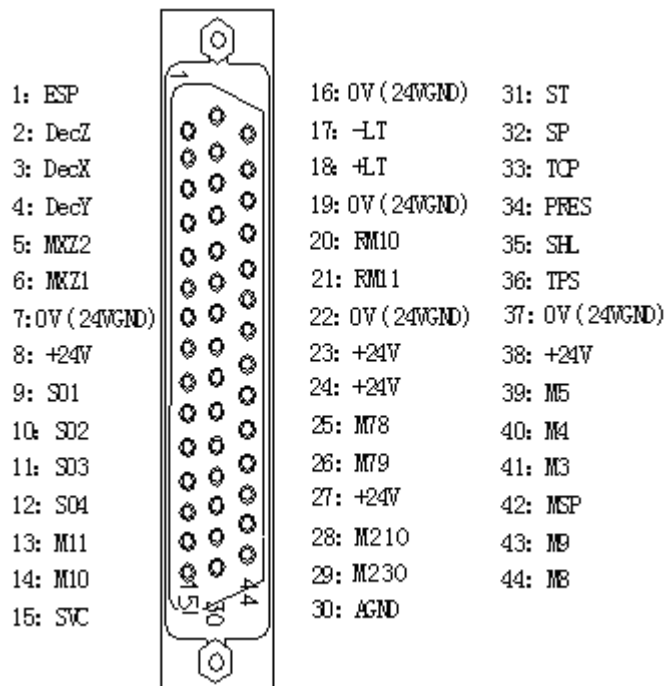 1: ESP
2: DecZ
3: DecX
4: DecY
5: MXZ2
6: MXZ1
7:0V(24VGND)
8: +24V
9: S01
10: S02
11: S03
12: S04
13: M11
14: M10
15: SVC
1
15
30
44
16: 0V(24VGND)
17: -LT
18: +LT
19: 0V(24VGND)
20: RM10
21: RM11
22: 0V(24VGND)
23: +24V
24: +24V
25: M78
26: M79
27: +24V
28: M210
29: M230
30: AGND
31: ST
32: SP
33: TCP
34: PRES
35: SHL
36: TPS
37: 0V(24VGND)
38: +24V
39: M5
40: M4
41: M3
42: MSP
43: M9
44: M8